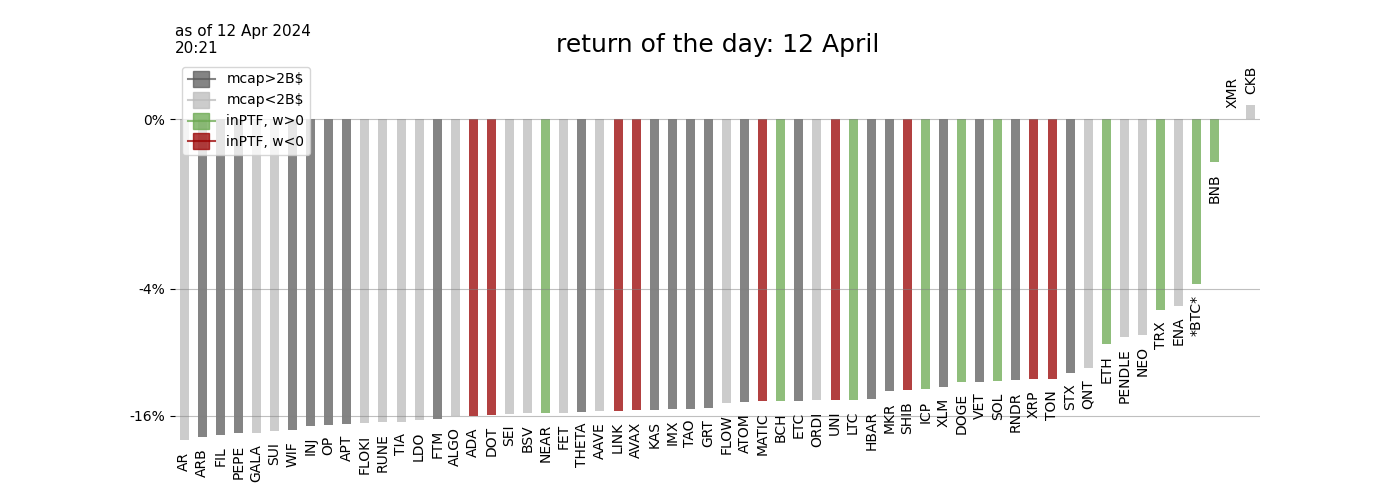 as of 12 Apr 2024
20:21
return of the day: 12 April
mcap>2B$
mcap<2B$
inPTF, w>0
inPTF, w<0
0%
-4%
-16%
AR
ARB
FIL
PEPE
GALA
SUI
WIF
INJ
OP
APT
FLOKI
RUNE
TIA
LDO
FTM
ALGO
ADA
DOT
SEI
BSV
NEAR
FET
THETA
AAVE
LINK
AVAX
KAS
IMX
TAO
GRT
FLOW
ATOM
MATIC
BCH
ETC
ORDI
UNI
LTC
HBAR
MKR
SHIB
ICP
XLM
DOGE
VET
SOL
RNDR
XRP
TON
STX
QNT
ETH
PENDLE
NEO
TRX
ENA
*BTC*
BNB
XMR
CKB